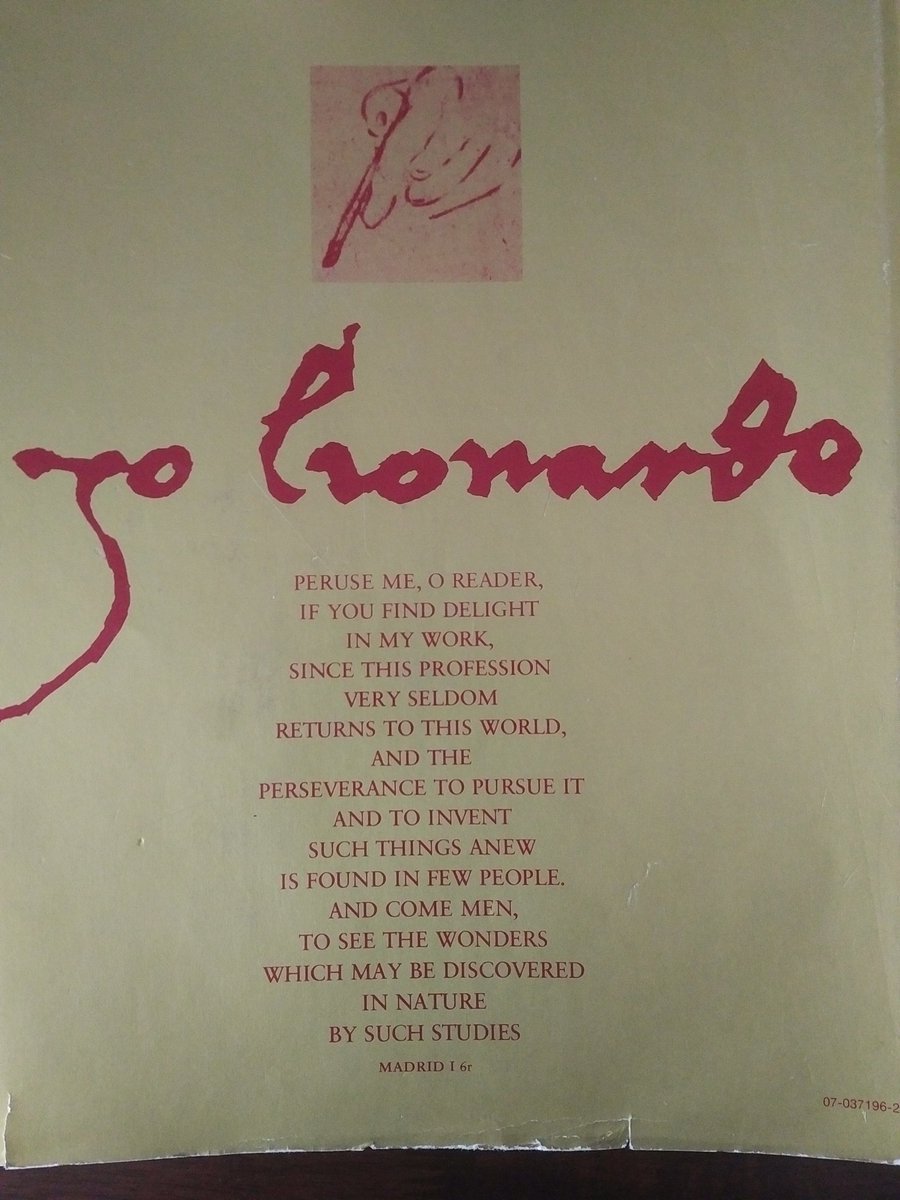 yo Leonardo
PERUSE ME, O READER,
IF YOU FIND DELIGHT
IN MY WORK,
SINCE THIS PROFESSION
VERY SELDOM
RETURNS TO THIS WORLD,
AND THE
PERSEVERANCE TO PURSUE IT
AND TO INVENT
SUCH THINGS ANEW
IS FOUND IN FEW PEOPLE.
AND COME MEN,
TO SEE THE WONDERS
WHICH MAY BE DISCOVERED
IN NATURE
BY SUCH STUDIES
MADRID I 6r
07-037196-2